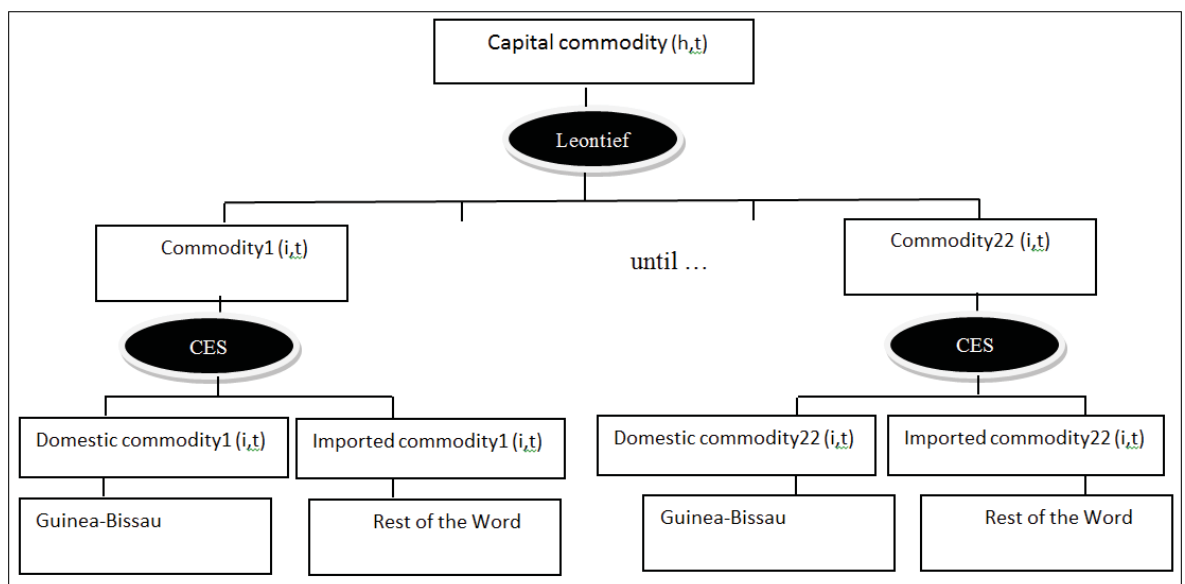 Capital commodity (h,t)
Leontief
Commodity1 (i,t)
until ...
Commodity22 (i,t)
CES
CES
Domestic commodity1 (i,t)
Imported commodity1 (i,t)
Domestic commodity22 (i,t)
Imported commodity22 (i,t)
Guinea-Bissau
Rest of the Word
Guinea-Bissau
Rest of the Word